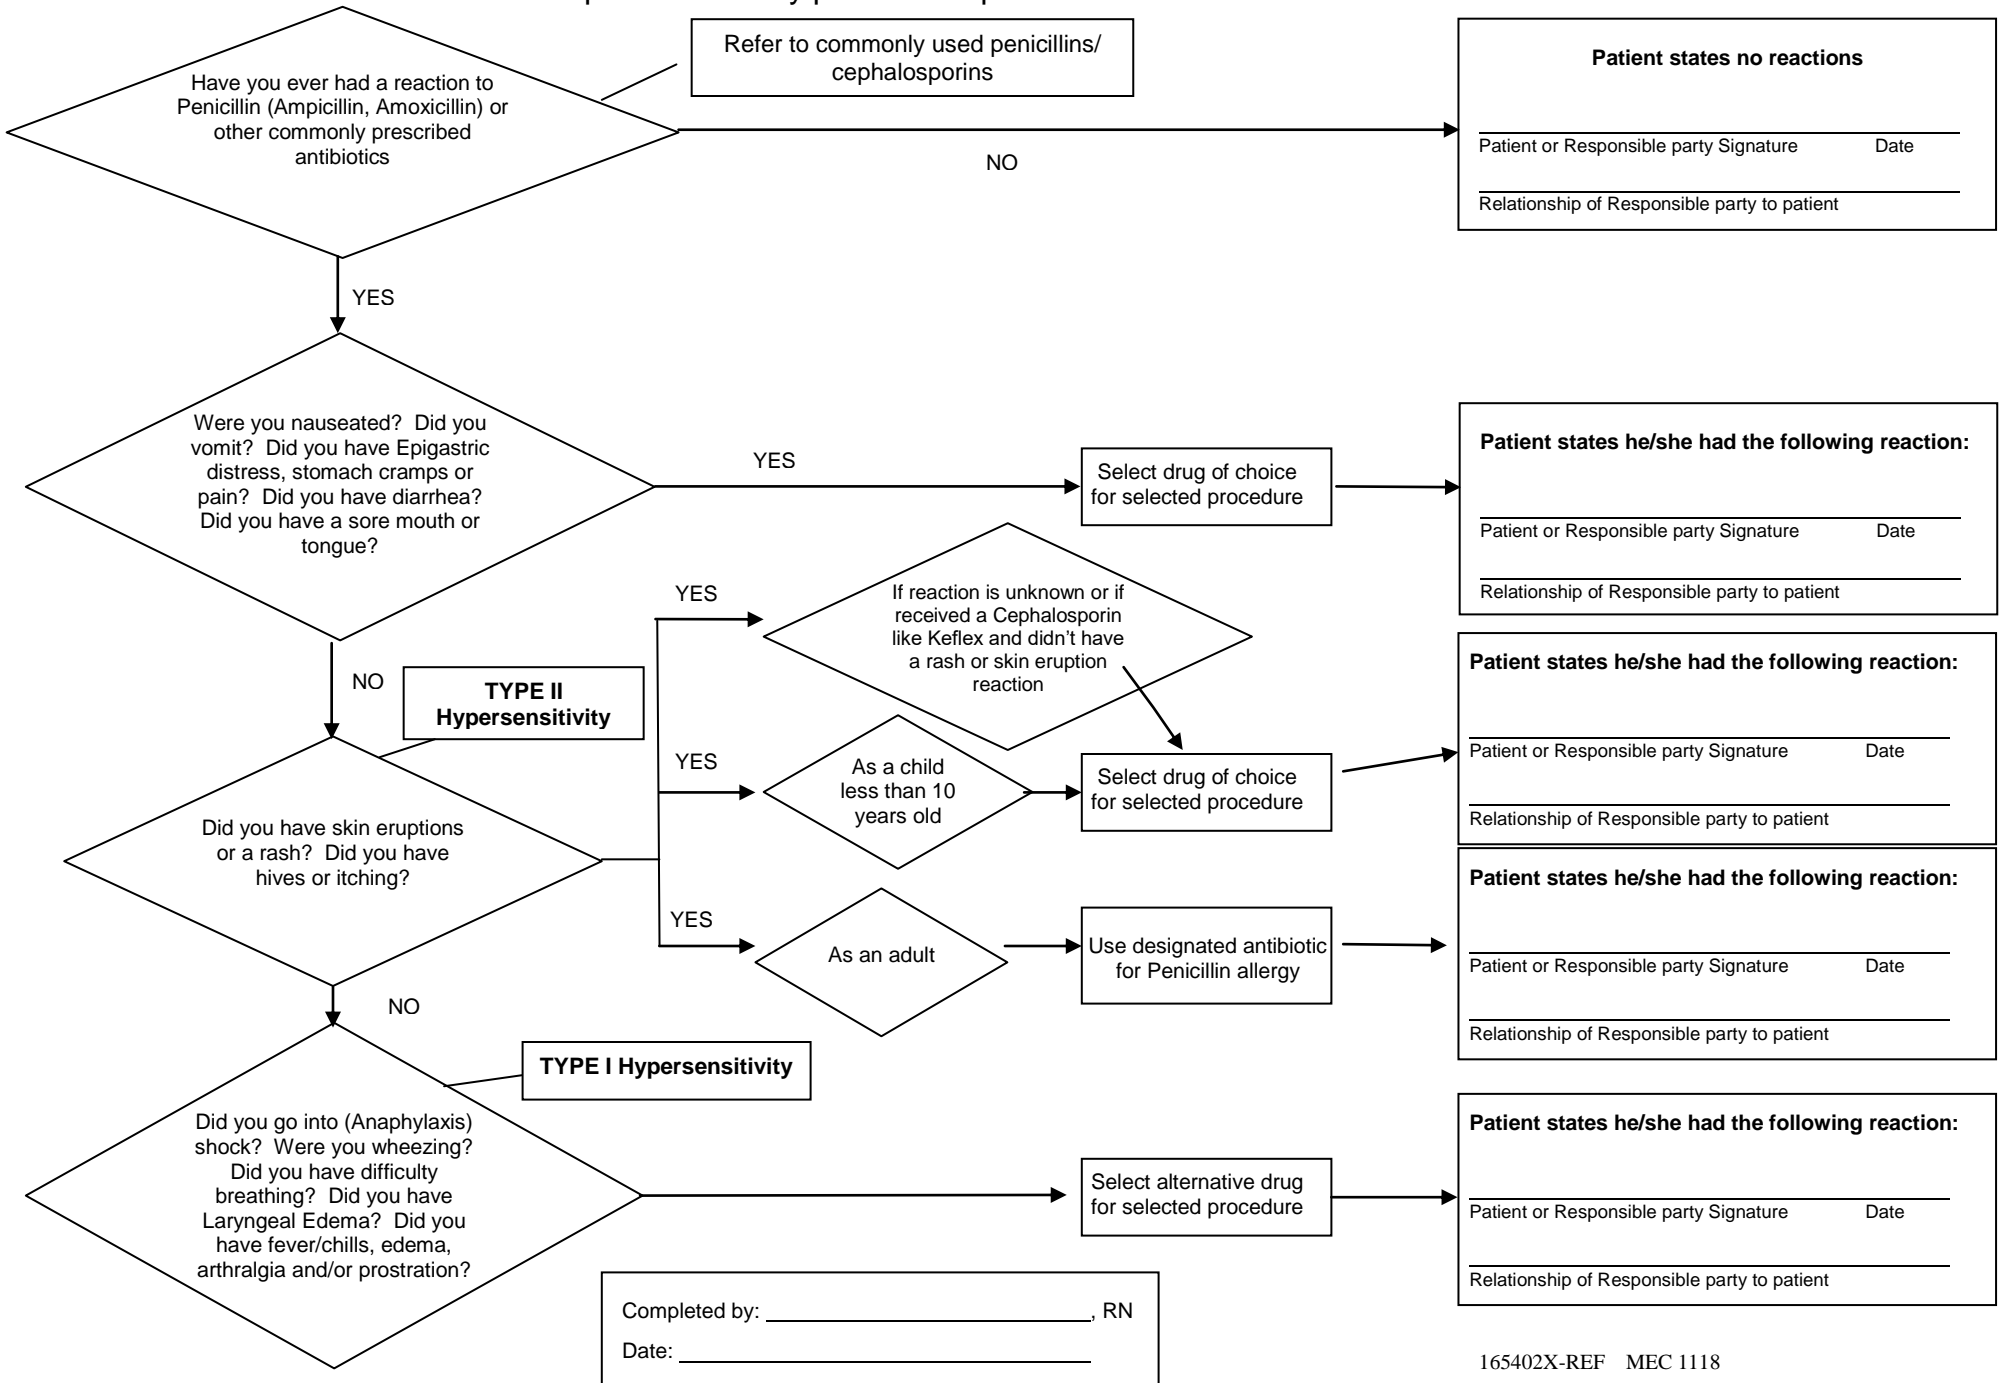 Refer to commonly used penicillins/
cephalosporins
Have you ever had a reaction to
Penicillin (Ampicillin, Amoxicillin) or
other commonly prescribed
antibiotics
NO
Patient states no reactions
Patient or Responsible party Signature Date
Relationship of Responsible party to patient
YES
Were you nauseated? Did you
vomit? Did you have Epigastric
distress, stomach cramps or
pain? Did you have diarrhea?
Did you have a sore mouth or
tongue?
YES
Select drug of choice
for selected procedure
Patient states he/she had the following reaction:
Patient or Responsible party Signature Date
Relationship of Responsible party to patient
NO
TYPE II
Hypersensitivity
Did you have skin eruptions
or a rash? Did you have
hives or itching?
YES
If reaction is unknown or if
received a Cephalosporin
like Keflex and didn't have
a rash or skin eruption
reaction
YES
As a child
less than 10
years old
Select drug of choice
for selected procedure
Patient states he/she had the following reaction:
Patient or Responsible party Signature Date
Relationship of Responsible party to patient
YES
As an adult
Use designated antibiotic
for Penicillin allergy
Patient states he/she had the following reaction:
Patient or Responsible party Signature Date
Relationship of Responsible party to patient
NO
TYPE I Hypersensitivity
Did you go into (Anaphylaxis)
shock? Were you wheezing?
Did you have difficulty
breathing? Did you have
Laryngeal Edema? Did you
have fever/chills, edema,
arthralgia and/or prostration?
Select alternative drug
for selected procedure
Patient states he/she had the following reaction:
Patient or Responsible party Signature Date
Relationship of Responsible party to patient
Completed by: , RN
Date:
165402X-REF MEC 1118